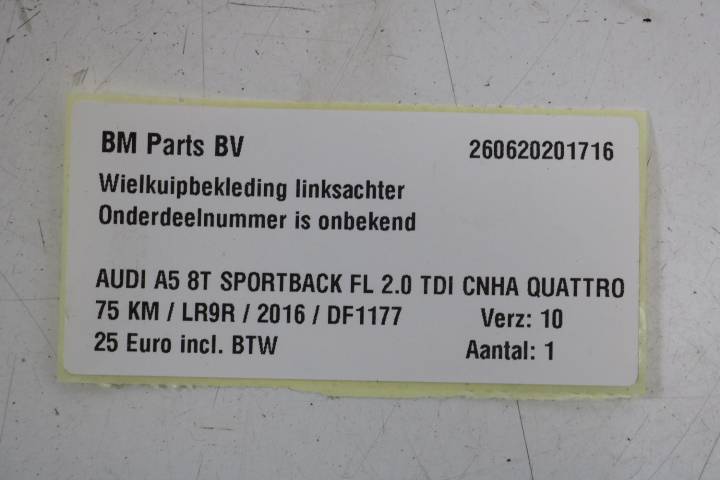 BM Parts BV 260620201716
Wielkuipbekleding linksachter
Onderdeelnummer is onbekend
AUDI A5 8T SPORTBACK FL 2.0 TDI CNHA QUATTRO
75 KM / LR9R / 2016 / DF1177 Verz: 10
25 Euro incl. BTW Aantal: 1